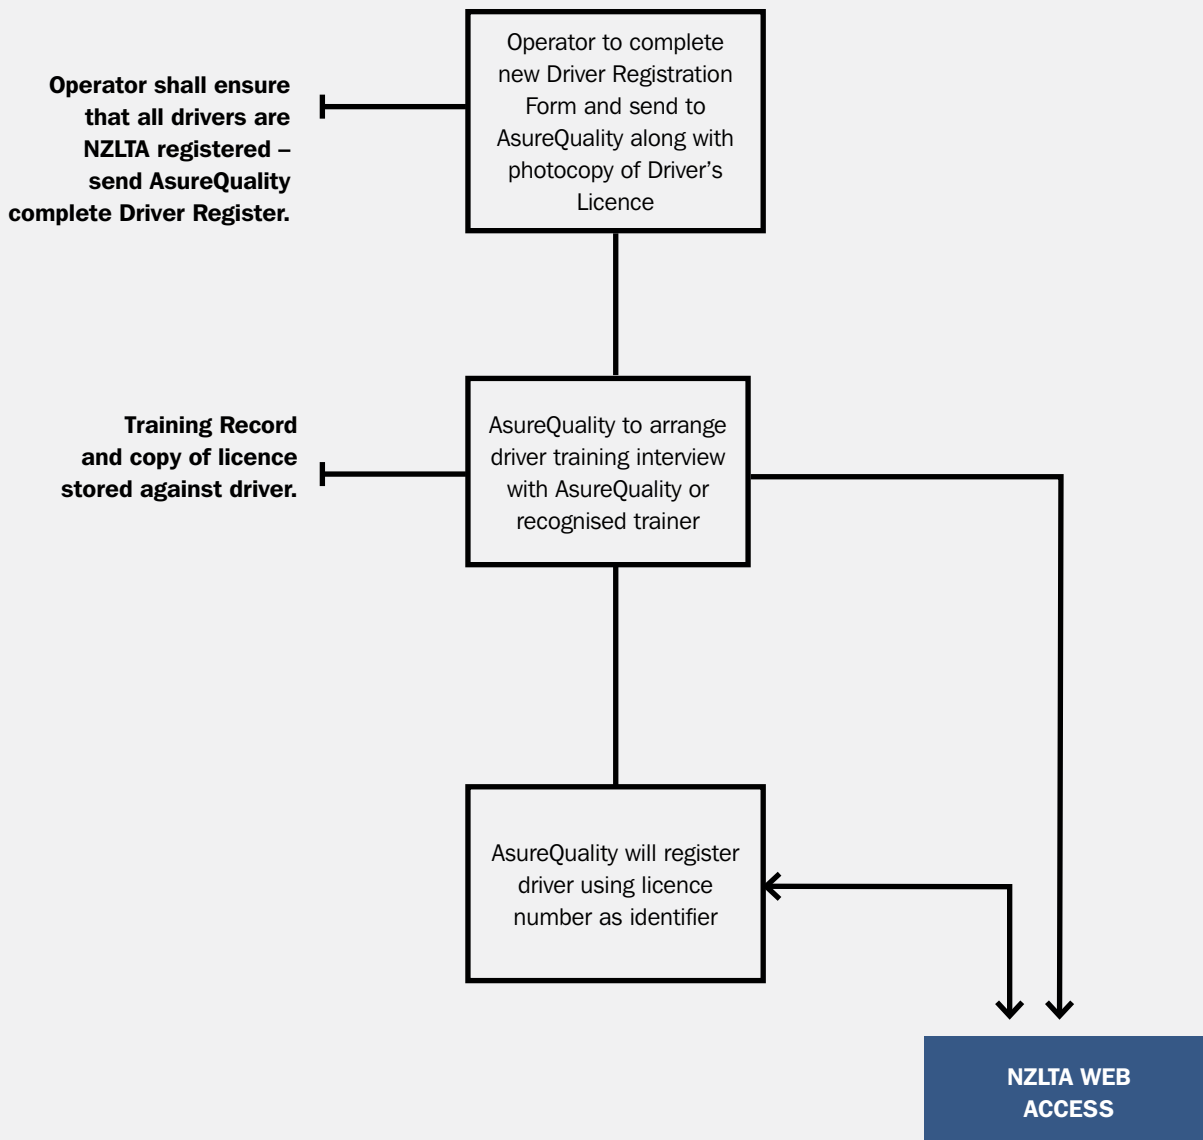 Operator to complete
new Driver Registration
Form and send to
AsureQuality along with
photocopy of Driver’s
Licence
Operator shall ensure
that all drivers are
NZLTA registered –
send AsureQuality
complete Driver Register.
AsureQuality to arrange
driver training interview
with AsureQuality or
recognised trainer
Training Record
and copy of licence
stored against driver.
AsureQuality will register
driver using licence
number as identifier
NZLTA WEB
ACCESS